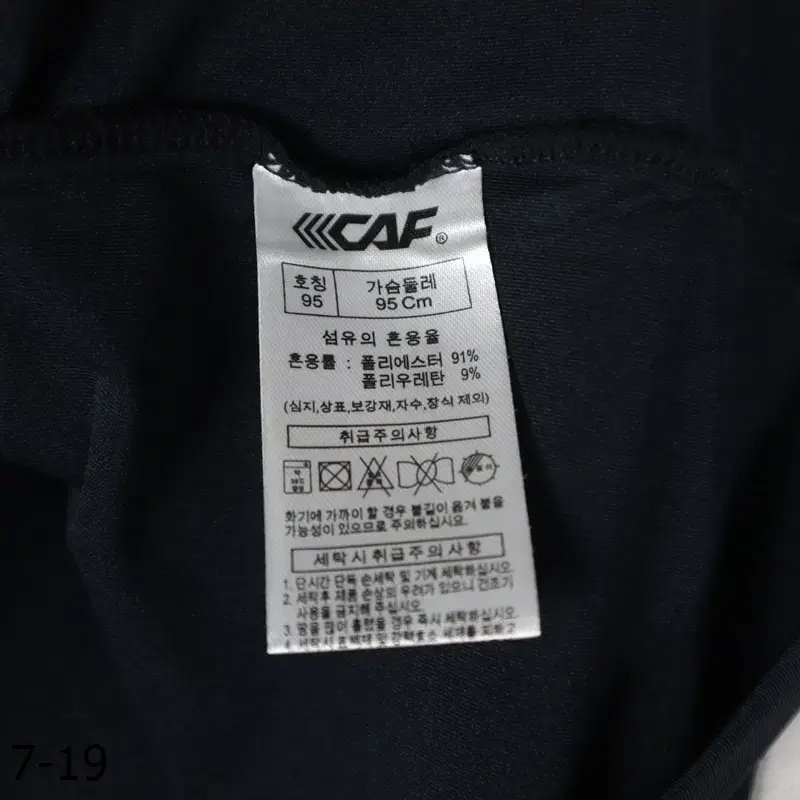 CAF®
호칭 가슴둘레
95 95 Cm
섬유의 혼용율
혼용률 : 폴리에스터 91%
폴리우레탄 9%
(심지,상표,보강재,자수,장식 제외)
취급주의사항
화기에 가까이 할 경우 불길이 옮겨 붙을
가능성이 있으므로 주의하십시오.
세탁시취급주의사항
1. 단시간 단독 손세탁 및 기계 세탁하십시오.
2. 세탁후 제품 손상의 우려가 있으니 건조기
사용을 금지해 주십시오.
3. 땀을 많이 흘렸을 경우 즉시 세탁하십시오.
4. 세탁시 표백제 및
7-19